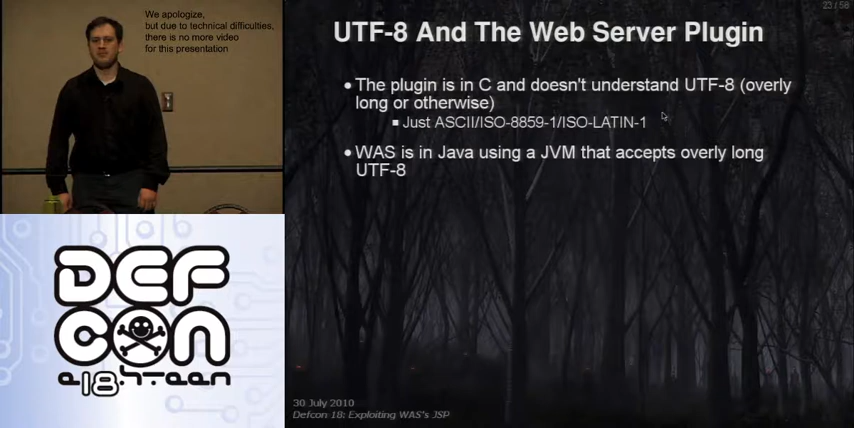 We apologize,
but due to technical difficulties,
there is no more video
for this presentation
23 / 56
UTF-8 And The Web Server Plugin
The plugin is in C and doesn't understand UTF-8 (overly
long or otherwise)
Just ASCII/ISO-8859-1/ISO-LATIN-1
WAS is in Java using a JVM that accepts overly long
UTF-8
DEF
CON
e18hteen
30 July 2010
Defcon 18: Exploiting WAS's JSP